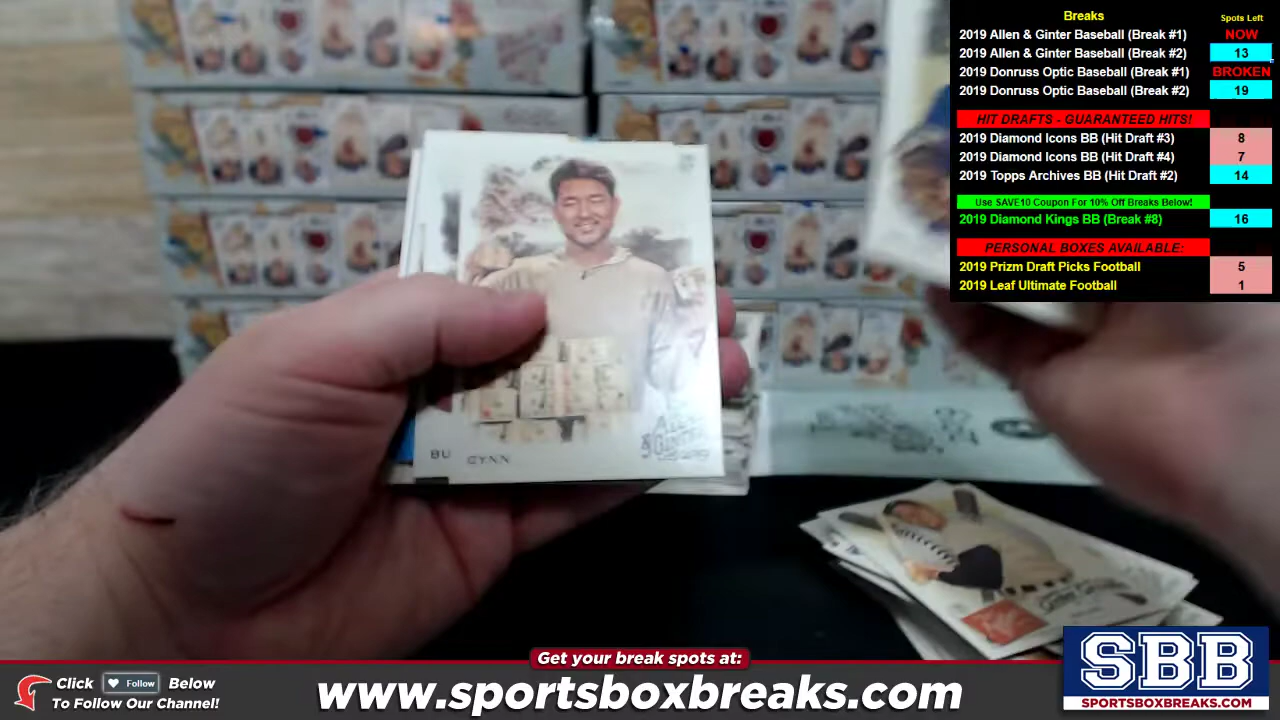 Breaks Spots Left
2019 Allen & Ginter Baseball (Break #1) NOW
2019 Allen & Ginter Baseball (Break #2) 13
2019 Donruss Optic Baseball (Break #1) BROKEN
2019 Donruss Optic Baseball (Break #2) 19
HIT DRAFTS - GUARANTEED HITS!
2019 Diamond Icons BB (Hit Draft #3) 8
2019 Diamond Icons BB (Hit Draft #4) 7
2019 Topps Archives BB (Hit Draft #2) 14
Use SAVE10 Coupon For 10% Off Breaks Below!
2019 Diamond Kings BB (Break #8) 16
PERSONAL BOXES AVAILABLE:
2019 Prizm Draft Picks Football 5
2019 Leaf Ultimate Football 1
BU GYNN
SBB
SPORTSBOXBREAKS.COM
Get your break spots at:
Click Follow Below
To Follow Our Channel!
www.sportsboxbreaks.com